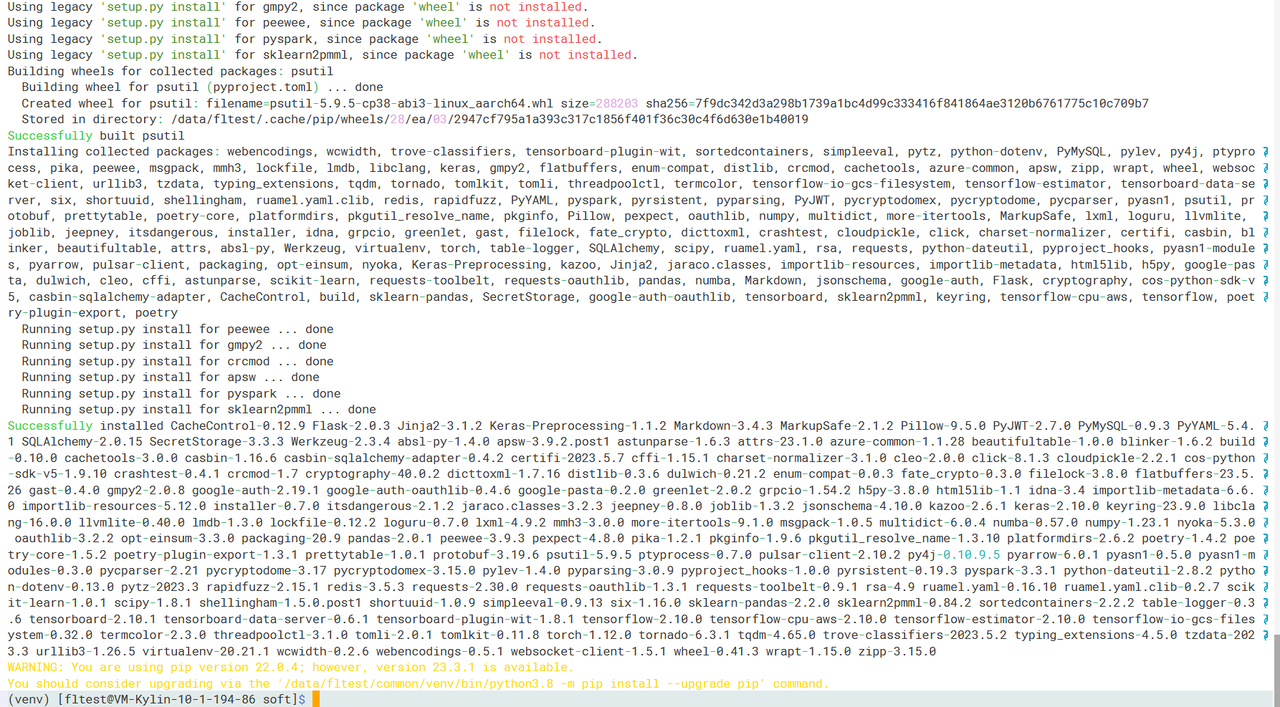 Using legacy 'setup.py install' for gmpy2, since package 'wheel' is not installed.
Using legacy 'setup.py install' for peewee, since package 'wheel' is not installed.
Using legacy 'setup.py install' for pyspark, since package 'wheel' is not installed.
Using legacy 'setup.py install' for sklearn2pmml, since package 'wheel' is not installed.
Building wheels for collected packages: psutil
  Building wheel for psutil (pyproject.toml) ... done
  Created wheel for psutil: filename=psutil-5.9.5-cp38-abi3-linux_aarch64.whl size=288203 sha256=7f9dc342d3a298b1739a1bc4d99c333416f841864ae3120b6761775c10c709b7
  Stored in directory: /data/fltest/.cache/pip/wheels/28/ea/03/2947cf795a1a393c317c1856f401f36c30c4f6d630e1b40019
Successfully built psutil
Installing collected packages: webencodings, wcwidth, trove-classifiers, tensorboard-plugin-wit, sortedcontainers, simpleeval, pytz, python-dotenv, PyMySQL, pylev, py4j, ptypro
cess, pika, peewee, msgpack, mmh3, lockfile, lmdb, libclang, keras, gmpy2, flatbuffers, enum-compat, distlib, crcmod, cachetools, azure-common, apsw, zipp, wrapt, wheel, websoc
ket-client, urllib3, tzdata, typing_extensions, tqdm, tornado, tomlkit, tomli, threadpoolctl, termcolor, tensorflow-io-gcs-filesystem, tensorflow-estimator, tensorboard-data-se
rver, six, shortuuid, shellingham, ruamel.yaml.clib, redis, rapidfuzz, PyYAML, pyspark, pyrsistent, pyparsing, PyJWT, pycryptodomex, pycryptodome, pycparser, pyasn1, psutil, pr
otobuf, prettytable, poetry-core, platformdirs, pkgutil_resolve_name, pkginfo, Pillow, pexpect, oauthlib, numpy, multidict, more-itertools, MarkupSafe, lxml, loguru, llvmlite,
joblib, jeepney, itsdangerous, installer, idna, grpcio, greenlet, gast, filelock, fate_crypto, dicttoxml, crashtest, cloudpickle, click, charset-normalizer, certifi, casbin, bl
inker, beautifultable, attrs, absl-py, Werkzeug, virtualenv, torch, table-logger, SQLAlchemy, scipy, ruamel.yaml, rsa, requests, python-dateutil, pyproject_hooks, pyasn1-module
s, pyarrow, pulsar-client, packaging, opt-einsum, nyoka, Keras-Preprocessing, kazoo, Jinja2, jaraco.classes, importlib-resources, importlib-metadata, html5lib, h5py, google-pas
ta, dulwich, cleo, cffi, astunparse, scikit-learn, requests-toolbelt, requests-oauthlib, pandas, numba, Markdown, jsonschema, google-auth, Flask, cryptography, cos-python-sdk-v
5, casbin-sqlalchemy-adapter, CacheControl, build, sklearn-pandas, SecretStorage, google-auth-oauthlib, tensorboard, sklearn2pmml, keyring, tensorflow-cpu-aws, tensorflow, poet
ry-plugin-export, poetry
  Running setup.py install for peewee ... done
  Running setup.py install for gmpy2 ... done
  Running setup.py install for crcmod ... done
  Running setup.py install for apsw ... done
  Running setup.py install for pyspark ... done
  Running setup.py install for sklearn2pmml ... done
Successfully installed CacheControl-0.12.9 Flask-2.0.3 Jinja2-3.1.2 Keras-Preprocessing-1.1.2 Markdown-3.4.3 MarkupSafe-2.1.2 Pillow-9.5.0 PyJWT-2.7.0 PyMySQL-0.9.3 PyYAML-5.4.
1 SQLAlchemy-2.0.15 SecretStorage-3.3.3 Werkzeug-2.3.4 absl-py-1.4.0 apsw-3.9.2.post1 astunparse-1.6.3 attrs-23.1.0 azure-common-1.1.28 beautifultable-1.0.0 blinker-1.6.2 build
-0.10.0 cachetools-3.0.0 casbin-1.16.6 casbin-sqlalchemy-adapter-0.4.2 certifi-2023.5.7 cffi-1.15.1 charset-normalizer-3.1.0 cleo-2.0.0 click-8.1.3 cloudpickle-2.2.1 cos-python
-sdk-v5-1.9.10 crashtest-0.4.1 crcmod-1.7 cryptography-40.0.2 dicttoxml-1.7.16 distlib-0.3.6 dulwich-0.21.2 enum-compat-0.0.3 fate_crypto-0.3.0 filelock-3.8.0 flatbuffers-23.5.
26 gast-0.4.0 gmpy2-2.0.8 google-auth-2.19.1 google-auth-oauthlib-0.4.6 google-pasta-0.2.0 greenlet-2.0.2 grpcio-1.54.2 h5py-3.8.0 html5lib-1.1 idna-3.4 importlib-metadata-6.6.
0 importlib-resources-5.12.0 installer-0.7.0 itsdangerous-2.1.2 jaraco.classes-3.2.3 jeepney-0.8.0 joblib-1.3.2 jsonschema-4.10.0 kazoo-2.6.1 keras-2.10.0 keyring-23.9.0 libcla
ng-16.0.0 llvmlite-0.40.0 lmdb-1.3.0 lockfile-0.12.2 loguru-0.7.0 lxml-4.9.2 mmh3-3.0.0 more-itertools-9.1.0 msgpack-1.0.5 multidict-6.0.4 numba-0.57.0 numpy-1.23.1 nyoka-5.3.0
 oauthlib-3.2.2 opt-einsum-3.3.0 packaging-20.9 pandas-2.0.1 peewee-3.9.3 pexpect-4.8.0 pika-1.2.1 pkginfo-1.9.6 pkgutil_resolve_name-1.3.10 platformdirs-2.6.2 poetry-1.4.2 poe
try-core-1.5.2 poetry-plugin-export-1.3.1 prettytable-1.0.1 protobuf-3.19.6 psutil-5.9.5 ptyprocess-0.7.0 pulsar-client-2.10.2 py4j-0.10.9.5 pyarrow-6.0.1 pyasn1-0.5.0 pyasn1-m
odules-0.3.0 pycparser-2.21 pycryptodome-3.17 pycryptodomex-3.15.0 pylev-1.4.0 pyparsing-3.0.9 pyproject_hooks-1.0.0 pyrsistent-0.19.3 pyspark-3.3.1 python-dateutil-2.8.2 pytho
n-dotenv-0.13.0 pytz-2023.3 rapidfuzz-2.15.1 redis-3.5.3 requests-2.30.0 requests-oauthlib-1.3.1 requests-toolbelt-0.9.1 rsa-4.9 ruamel.yaml-0.16.10 ruamel.yaml.clib-0.2.7 scik
it-learn-1.0.1 scipy-1.8.1 shellingham-1.5.0.post1 shortuuid-1.0.9 simpleeval-0.9.13 six-1.16.0 sklearn-pandas-2.2.0 sklearn2pmml-0.84.2 sortedcontainers-2.2.2 table-logger-0.3
.6 tensorboard-2.10.1 tensorboard-data-server-0.6.1 tensorboard-plugin-wit-1.8.1 tensorflow-2.10.0 tensorflow-cpu-aws-2.10.0 tensorflow-estimator-2.10.0 tensorflow-io-gcs-files
ystem-0.32.0 termcolor-2.3.0 threadpoolctl-3.1.0 tomli-2.0.1 tomlkit-0.11.8 torch-1.12.0 tornado-6.3.1 tqdm-4.65.0 trove-classifiers-2023.5.2 typing_extensions-4.5.0 tzdata-202
3.3 urllib3-1.26.5 virtualenv-20.21.1 wcwidth-0.2.6 webencodings-0.5.1 websocket-client-1.5.1 wheel-0.41.3 wrapt-1.15.0 zipp-3.15.0
WARNING: You are using pip version 22.0.4; however, version 23.3.1 is available.
You should consider upgrading via the '/data/fltest/common/venv/bin/python3.8 -m pip install --upgrade pip' command.
(venv) [fltest@VM-Kylin-10-1-194-86 soft]$